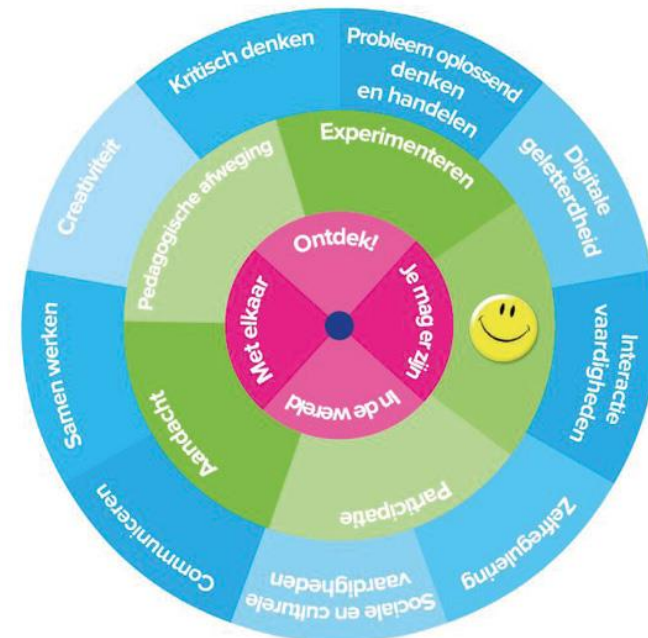 Kritisch denken
Probleem oplossend
denken
en handelen
Digitale
geletterdheid
Interactie
vaardigheden
Zelfregulering
Sociale en culturele
vaardigheden
Communiceren
Samen werken
Creativiteit
Experimenteren
Participatie
Aandacht
Pedagogische afweging
Ontdek!
Je mag er zijn
In de wereld
Met elkaar